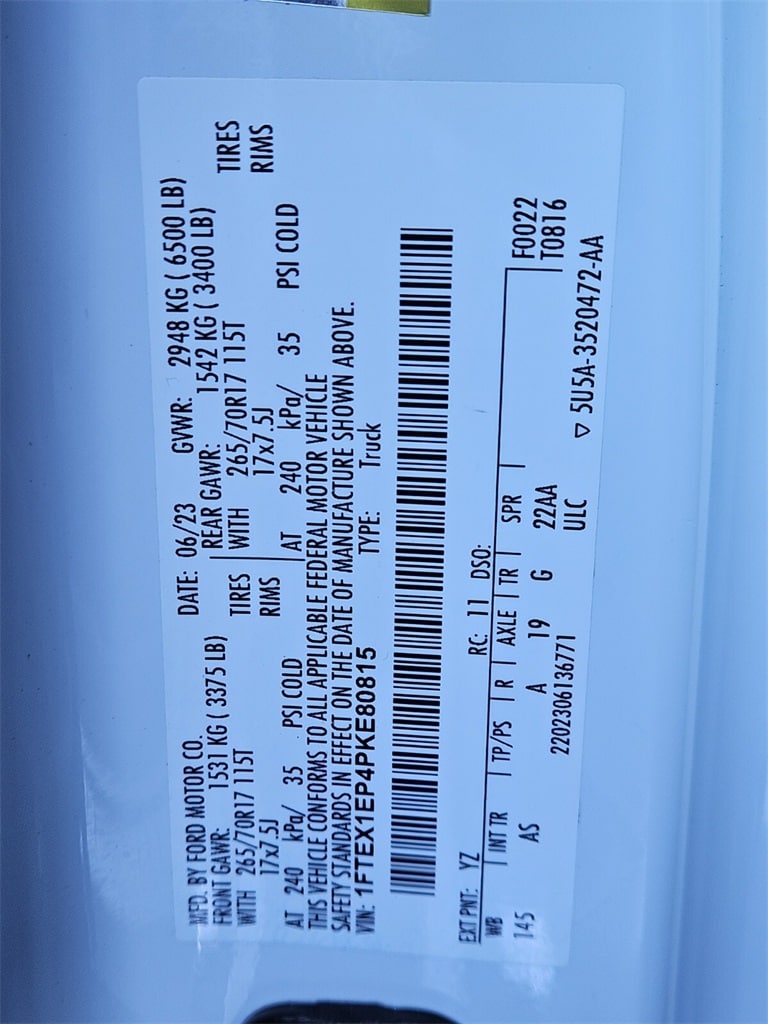 MFD. BY FORD MOTOR CO. DATE: 06/23 GVWR: 2948 KG ( 6500 LB)
FRONT GAWR: 1531 KG ( 3375 LB) REAR GAWR: 1542 KG ( 3400 LB)
WITH 265/70R17 115T TIRES WITH 265/70R17 115T TIRES
17x7.5J RIMS 17x7.5J RIMS
AT 240 kPa/ 35 PSI COLD AT 240 kPa/ 35 PSI COLD
THIS VEHICLE CONFORMS TO ALL APPLICABLE FEDERAL MOTOR VEHICLE
SAFETY STANDARDS IN EFFECT ON THE DATE OF MANUFACTURE SHOWN ABOVE.
VIN: 1FTEX1EP4PKE80815 TYPE: Truck
EXT PNT: YZ RC: 11 DSO:
WB INT TR TP/PS R AXLE TR SPR F0022
145 AS A 19 G 22AA T0816
2202306136771 ULC
▽ 5U5A-3520472-AA